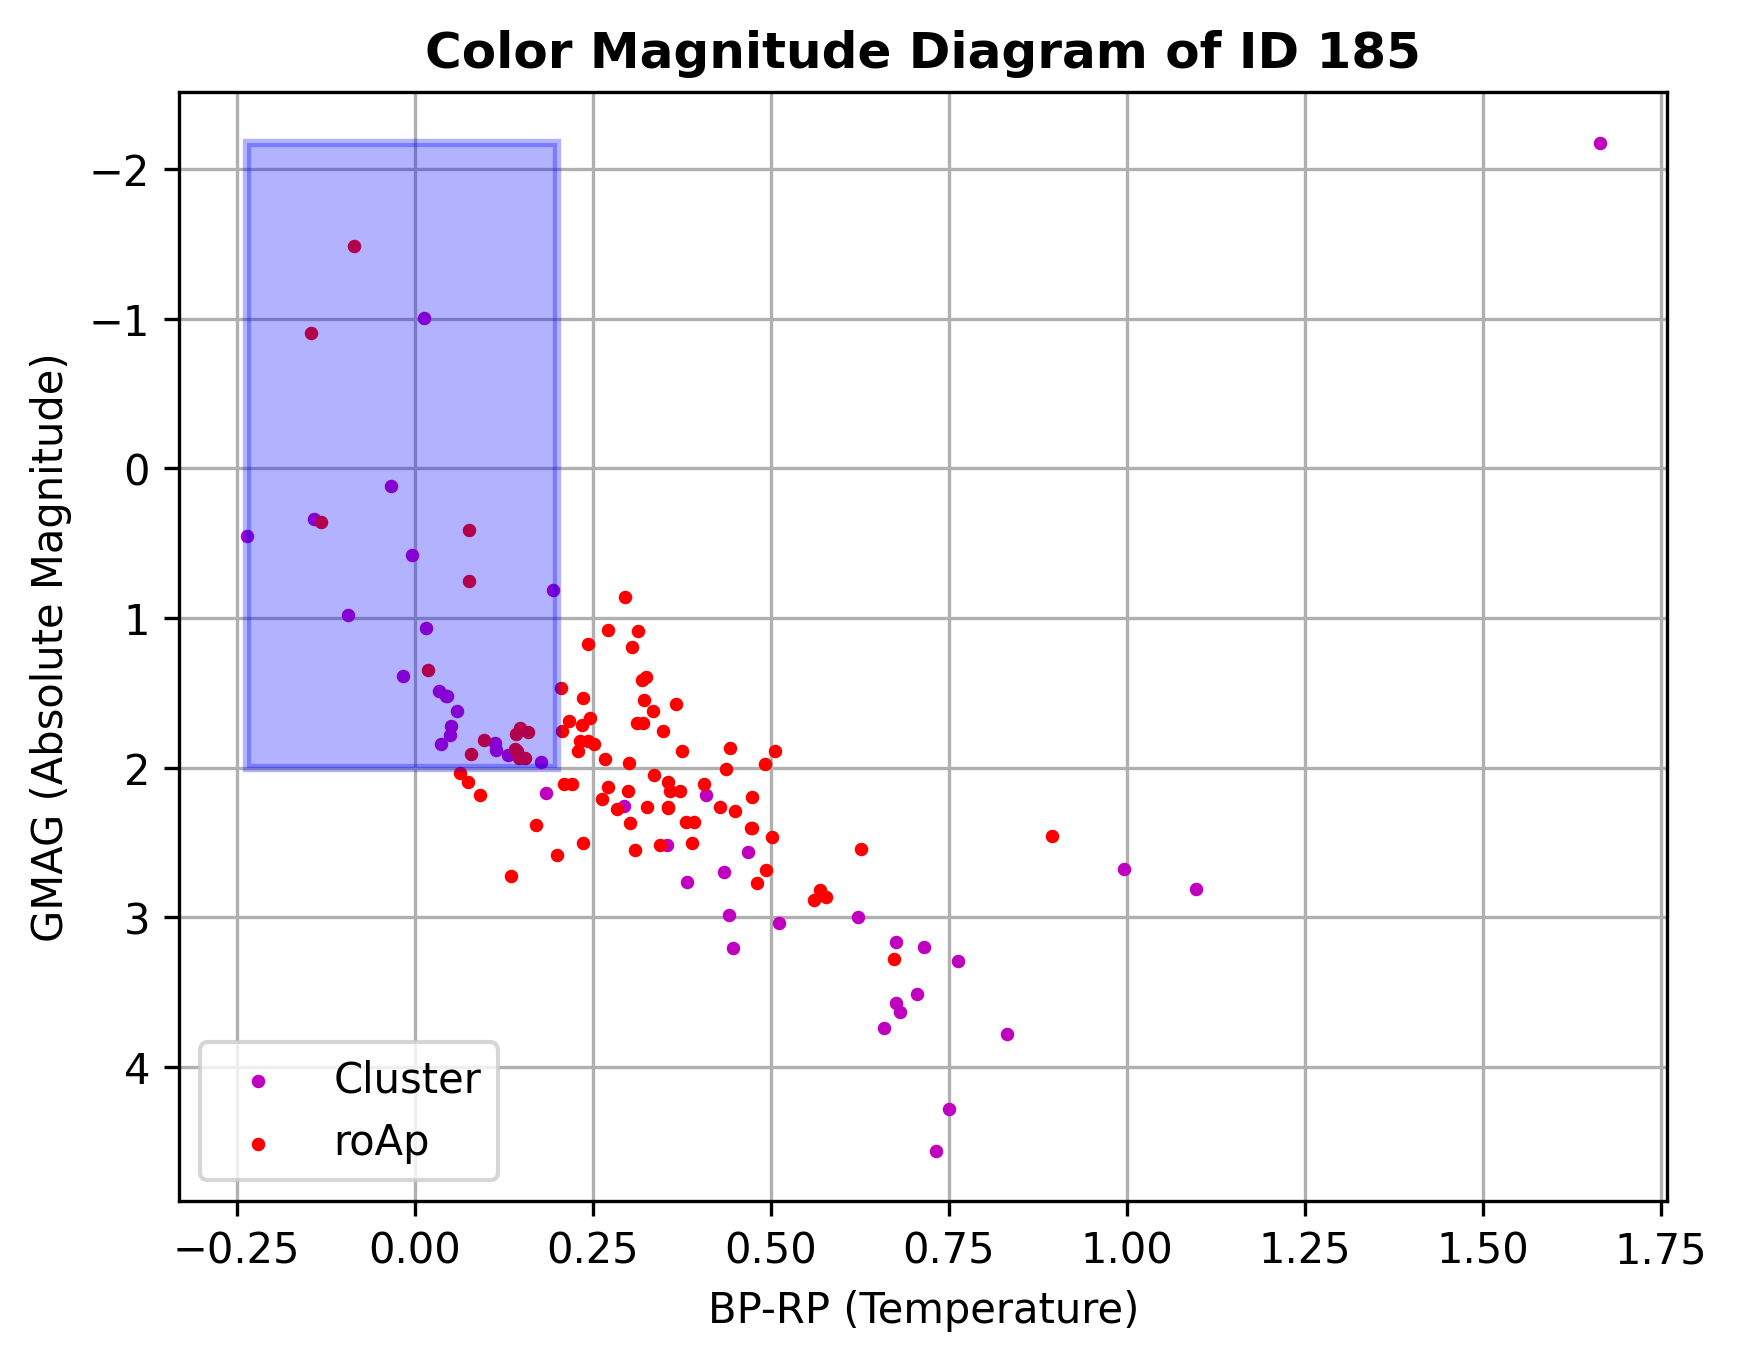 Color Magnitude Diagram of ID 185
GMAG (Absolute Magnitude)
−2
−1
0
1
2
3
4
Cluster
roAp
−0.25 0.00 0.25 0.50 0.75 1.00 1.25 1.50 1.75
BP-RP (Temperature)